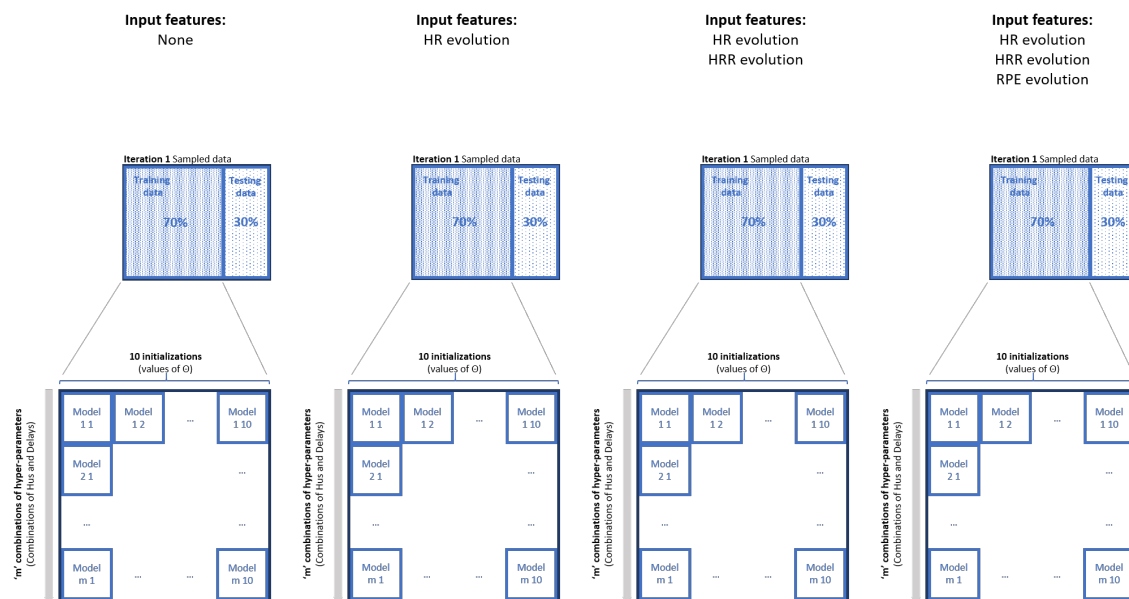 Input features:
None
Iteration 1 Sampled data
Training
data
70%
Testing
data
30%
10 initializations
(values of Θ)
'm' combinations of hyper-parameters
(Combinations of Hus and Delays)
Model
1 1
Model
1 2
...
Model
1 10
Model
2 1
...
...
...
Model
m 1
...
...
Model
m 10
Input features:
HR evolution
Iteration 1 Sampled data
Training
data
70%
Testing
data
30%
10 initializations
(values of Θ)
'm' combinations of hyper-parameters
(Combinations of Hus and Delays)
Model
1 1
Model
1 2
...
Model
1 10
Model
2 1
...
...
...
Model
m 1
...
...
Model
m 10
Input features:
HR evolution
HRR evolution
Iteration 1 Sampled data
Training
data
70%
Testing
data
30%
10 initializations
(values of Θ)
'm' combinations of hyper-parameters
(Combinations of Hus and Delays)
Model
1 1
Model
1 2
...
Model
1 10
Model
2 1
...
...
...
Model
m 1
...
...
Model
m 10
Input features:
HR evolution
HRR evolution
RPE evolution
Iteration 1 Sampled data
Training
data
70%
Testing
data
30%
10 initializations
(values of Θ)
'm' combinations of hyper-parameters
(Combinations of Hus and Delays)
Model
1 1
Model
1 2
...
Model
1 10
Model
2 1
...
...
...
Model
m 1
...
...
Model
m 10